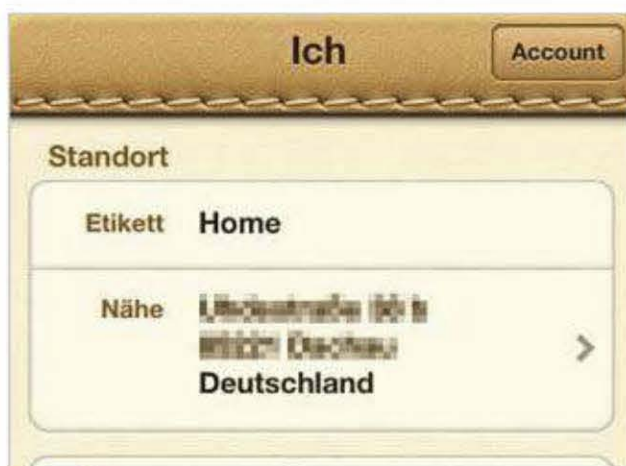 Ich
Account
Standort
Etikett Home
Nähe
Deutschland